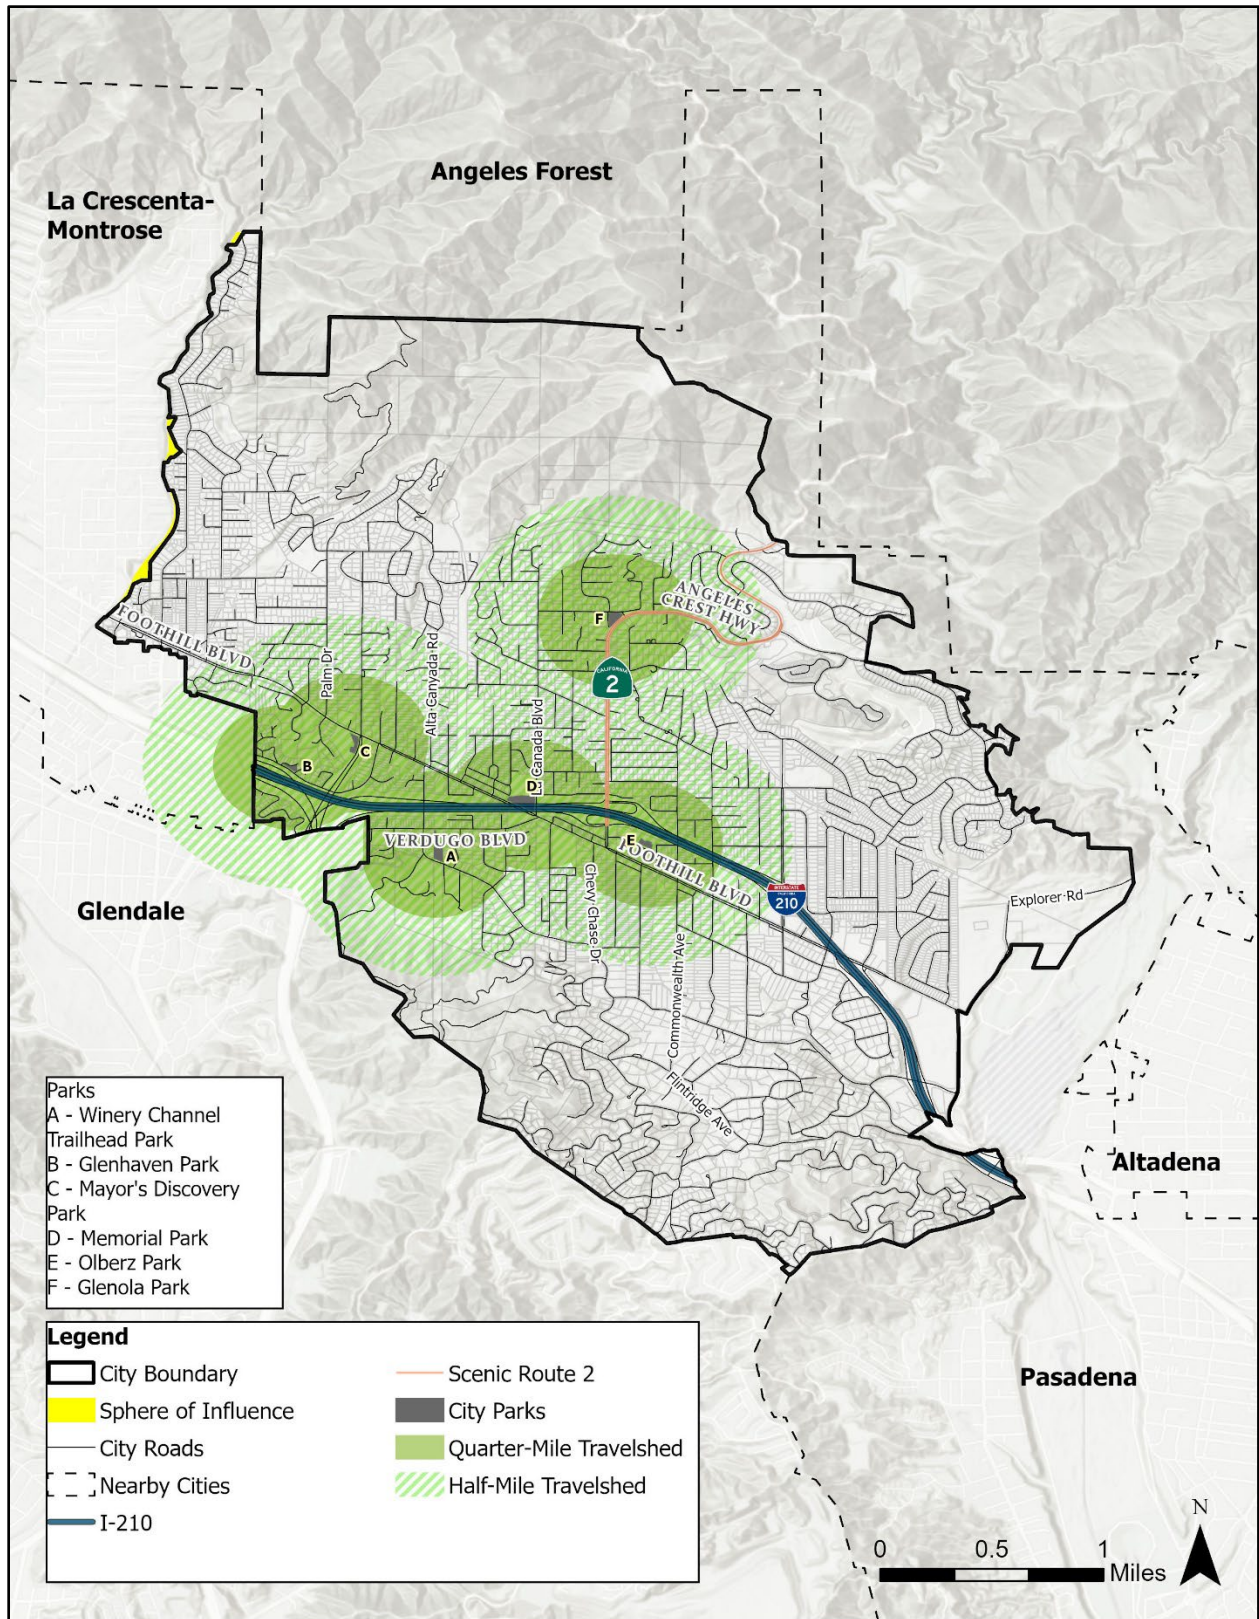 Angeles Forest
La Crescenta-
Montrose
FOOTHILL BLVD
Palm Dr
Alta Canyada Rd
La Canada Blvd
ANGELES
CREST HWY
F
CALIFORNIA
2
B
C
D
VERDUGO BLVD
A
E
FOOTHILL BLVD
Chevy Chase Dr
INTERSTATE
CALIFORNIA
210
Explorer Rd
Glendale
Commonwealth Ave
Flintridge Ave
Altadena
Pasadena
Parks
A - Winery Channel
Trailhead Park
B - Glenhaven Park
C - Mayor's Discovery
Park
D - Memorial Park
E - Olberz Park
F - Glenola Park
Legend
City Boundary
Sphere of Influence
City Roads
Nearby Cities
I-210
Scenic Route 2
City Parks
Quarter-Mile Travelshed
Half-Mile Travelshed
N
0 0.5 1
Miles